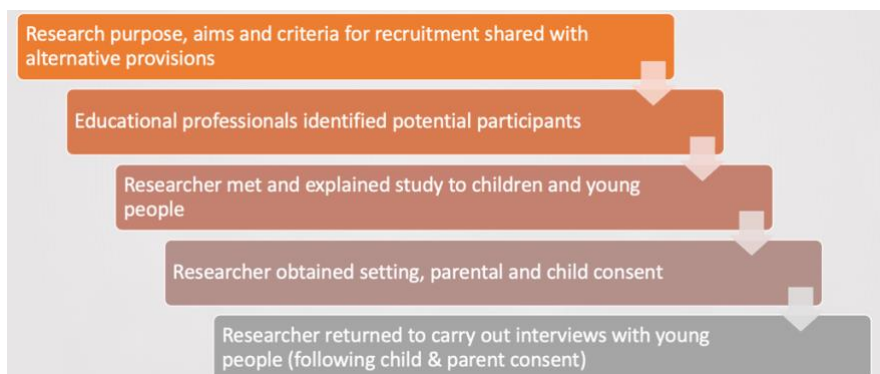 Research purpose, aims and criteria for recruitment shared with
alternative provisions
Educational professionals identified potential participants
Researcher met and explained study to children and young
people
Researcher obtained setting, parental and child consent
Researcher returned to carry out interviews with young
people (following child & parent consent)